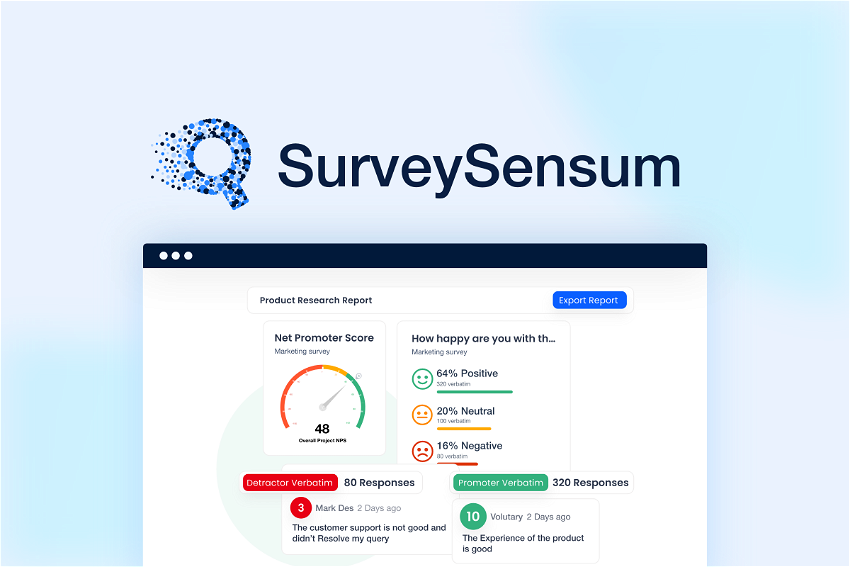 SurveySensum
Product Research Report
Export Report
Net Promoter Score
Marketing survey
48
Overall Project NPS
How happy are you with th...
Marketing survey
64% Positive
320 verbatim
20% Neutral
100 verbatim
16% Negative
80 verbatim
Detractor Verbatim
80 Responses
3
Mark Des 2 Days ago
The customer support is not good and
didn't Resolve my query
Promoter Verbatim
320 Responses
10
Volutary 2 Days ago
The Experience of the product
is good